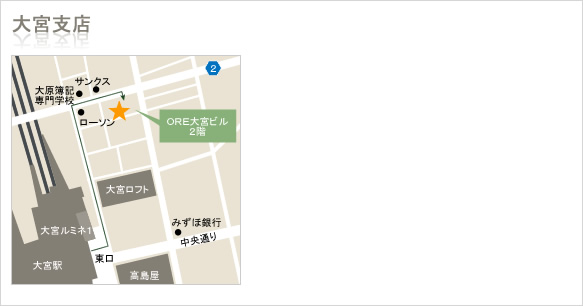 大宮支店
2
サンクス
大原簿記
専門学校
ローソン
ORE大宮ビル
2階
大宮ロフト
みずほ銀行
大宮ルミネ1
中央通り
東口
大宮駅
高島屋